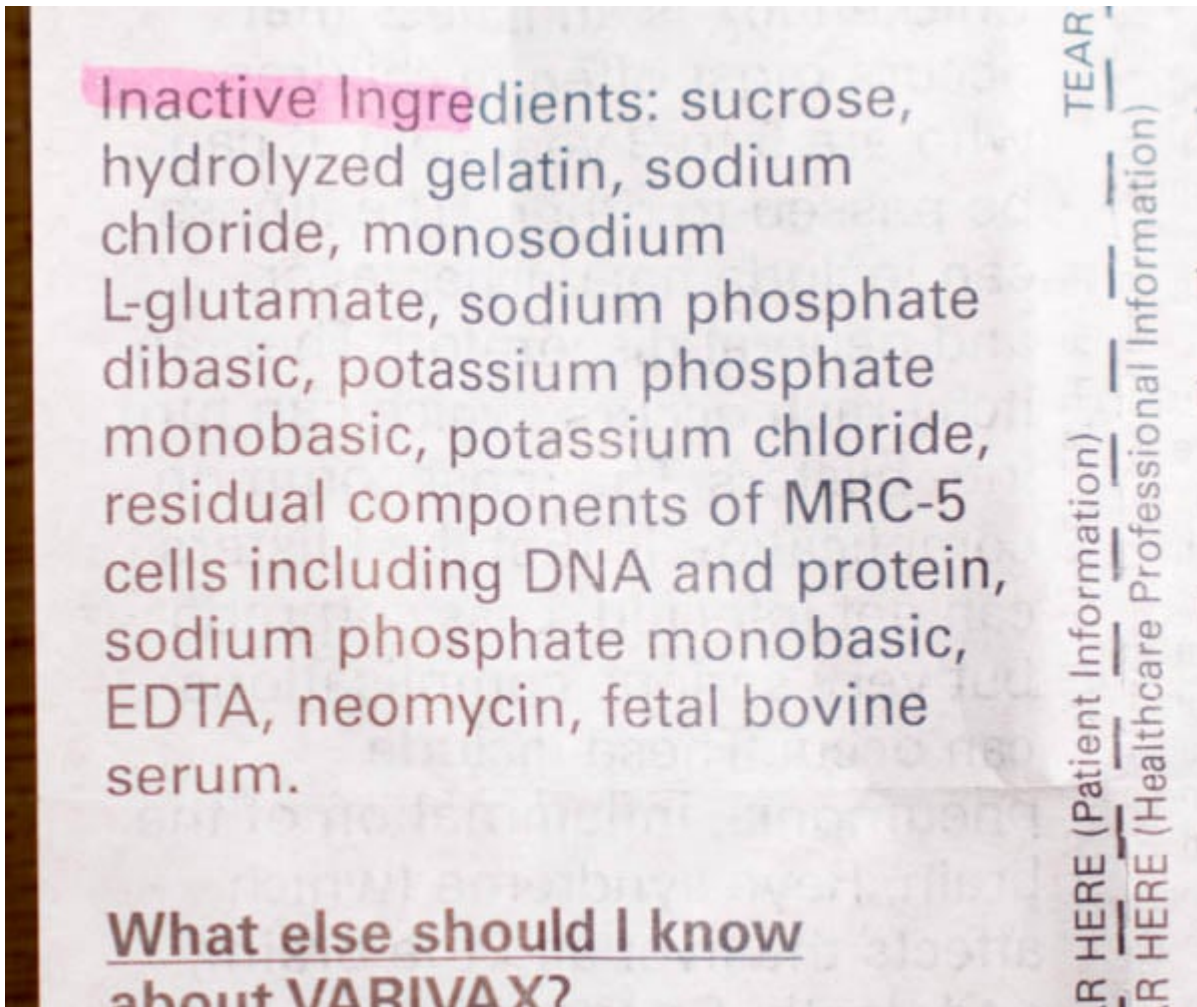 Inactive Ingredients: sucrose,
hydrolyzed gelatin, sodium
chloride, monosodium
L-glutamate, sodium phosphate
dibasic, potassium phosphate
monobasic, potassium chloride,
residual components of MRC-5
cells including DNA and protein,
sodium phosphate monobasic,
EDTA, neomycin, fetal bovine
serum.
What else should I know
about VARIVAX?
R HERE (Patient Information) TEAR
R HERE (Healthcare Professional Information)